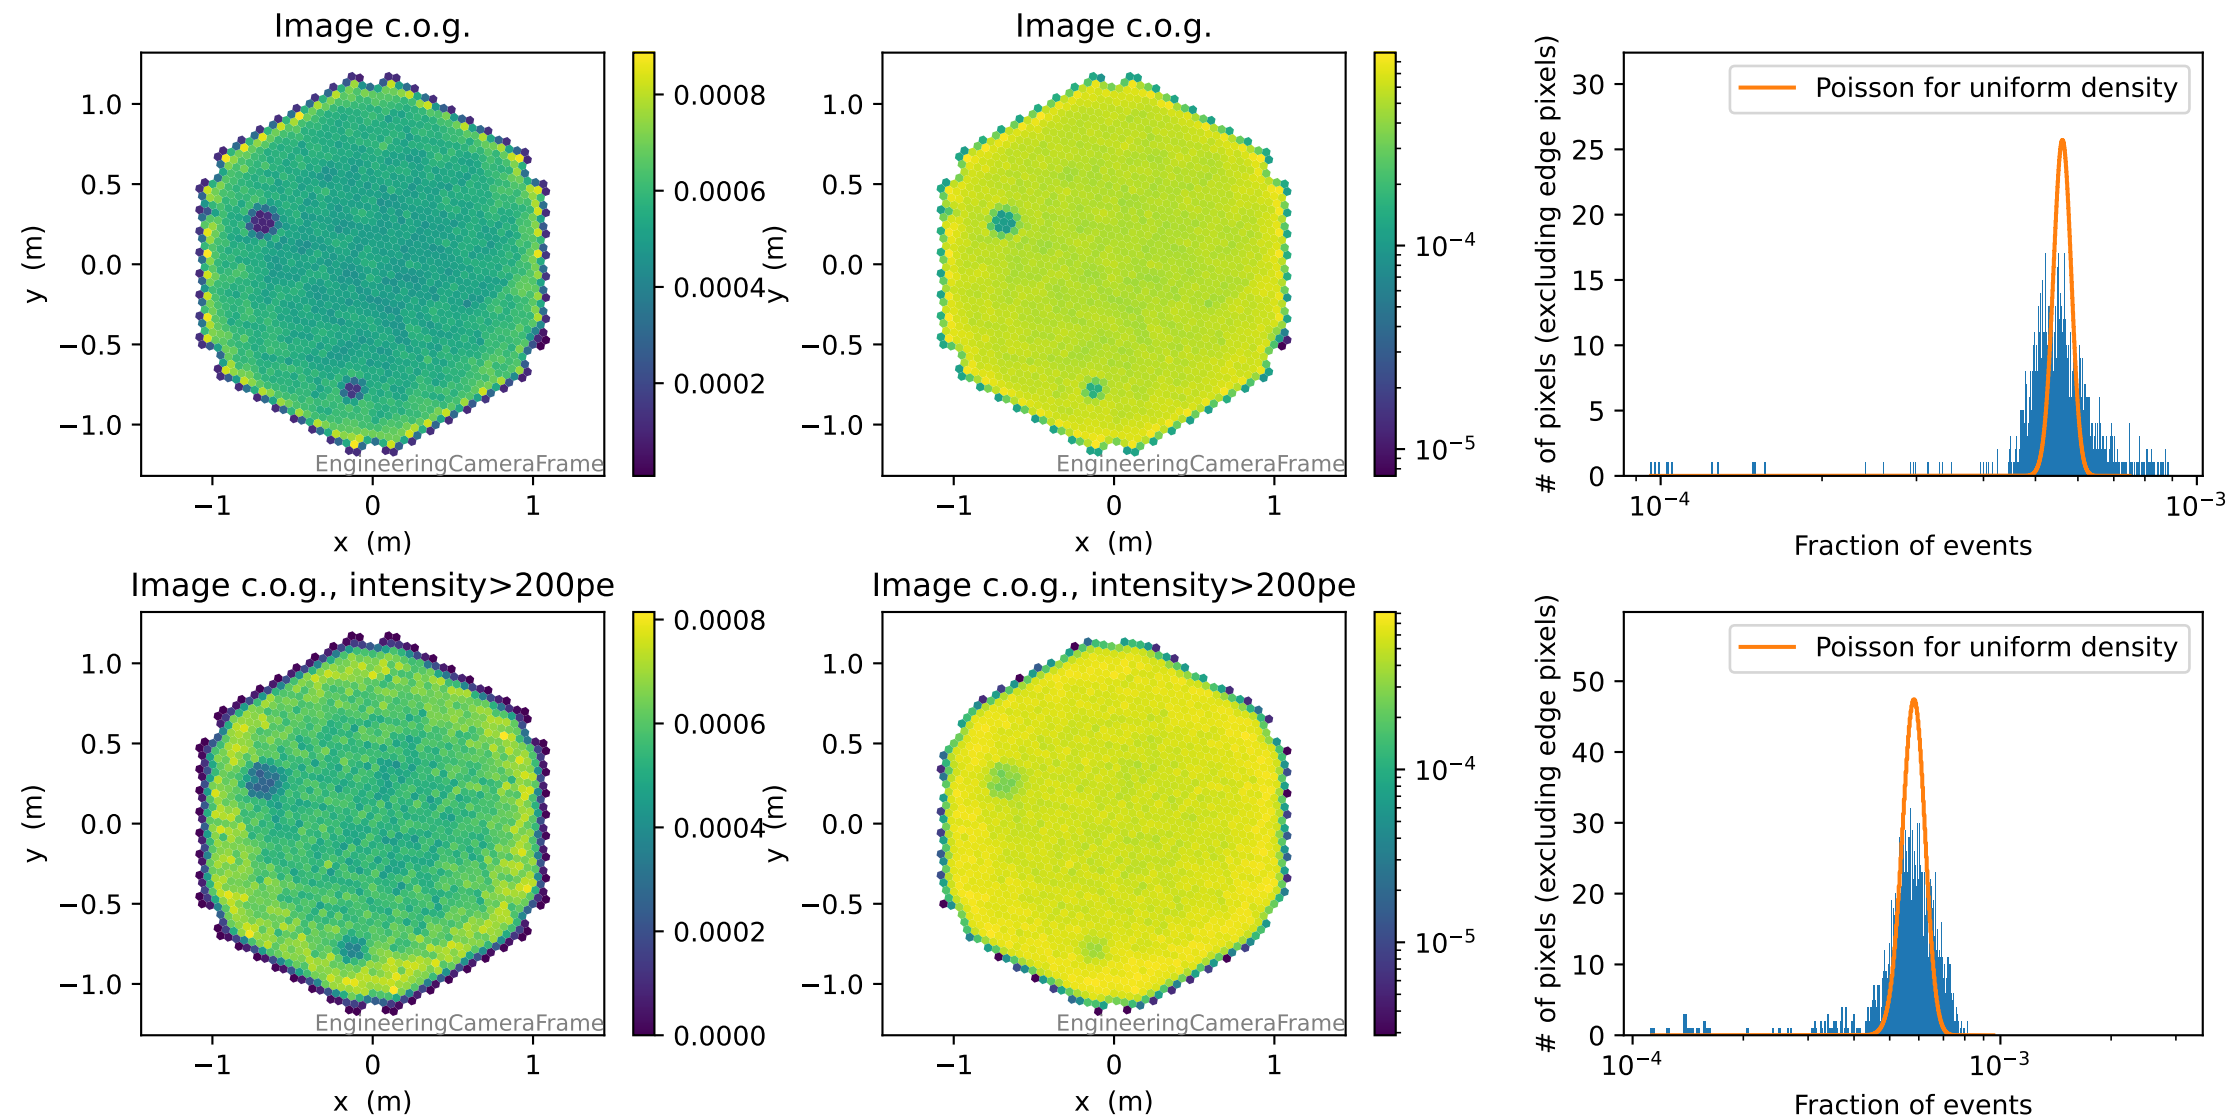 Image c.o.g.
1.0
0.5
0.0
−0.5
−1.0
y (m)
−1
0
1
x (m)
EngineeringCameraFrame
0.0008
0.0006
0.0004
0.0002
Image c.o.g.
1.0
0.5
0.0
−0.5
−1.0
y (m)
−1
0
1
x (m)
EngineeringCameraFrame
10⁻⁴
10⁻⁵
# of pixels (excluding edge pixels)
30
25
20
15
10
5
0
Poisson for uniform density
10⁻⁴
10⁻³
Fraction of events
Image c.o.g., intensity>200pe
1.0
0.5
0.0
−0.5
−1.0
y (m)
−1
0
1
x (m)
EngineeringCameraFrame
0.0008
0.0006
0.0004
0.0002
0.0000
Image c.o.g., intensity>200pe
1.0
0.5
0.0
−0.5
−1.0
y (m)
−1
0
1
x (m)
EngineeringCameraFrame
10⁻⁴
10⁻⁵
# of pixels (excluding edge pixels)
50
40
30
20
10
0
Poisson for uniform density
10⁻⁴
10⁻³
Fraction of events